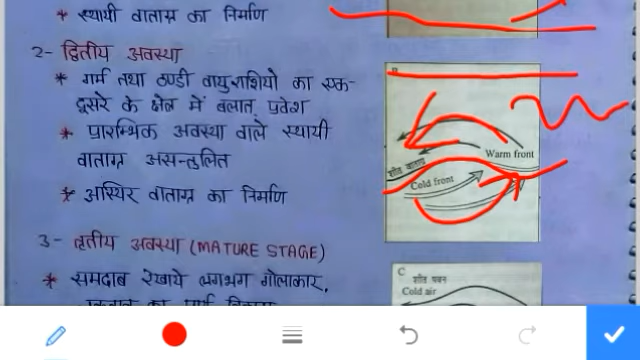 * स्थायी वाताग्र का निर्माण
2- द्वितीय अवस्था
* गर्म तथा ठण्डी वायुराशियो का एक-
दूसरे के क्षेत्र में बलात प्रवेश
* प्रारम्भिक अवस्था वाले स्थायी
वाताग्र असन्तुलित
* अस्थिर वाताग्र का निर्माण
B
Warm front
शीत वाताग्र
Cold front
3- तृतीय अवस्था (MATURE STAGE)
* समदाब रेखाये लगभग गोलाकार,
C
शीत पवन
Cold air